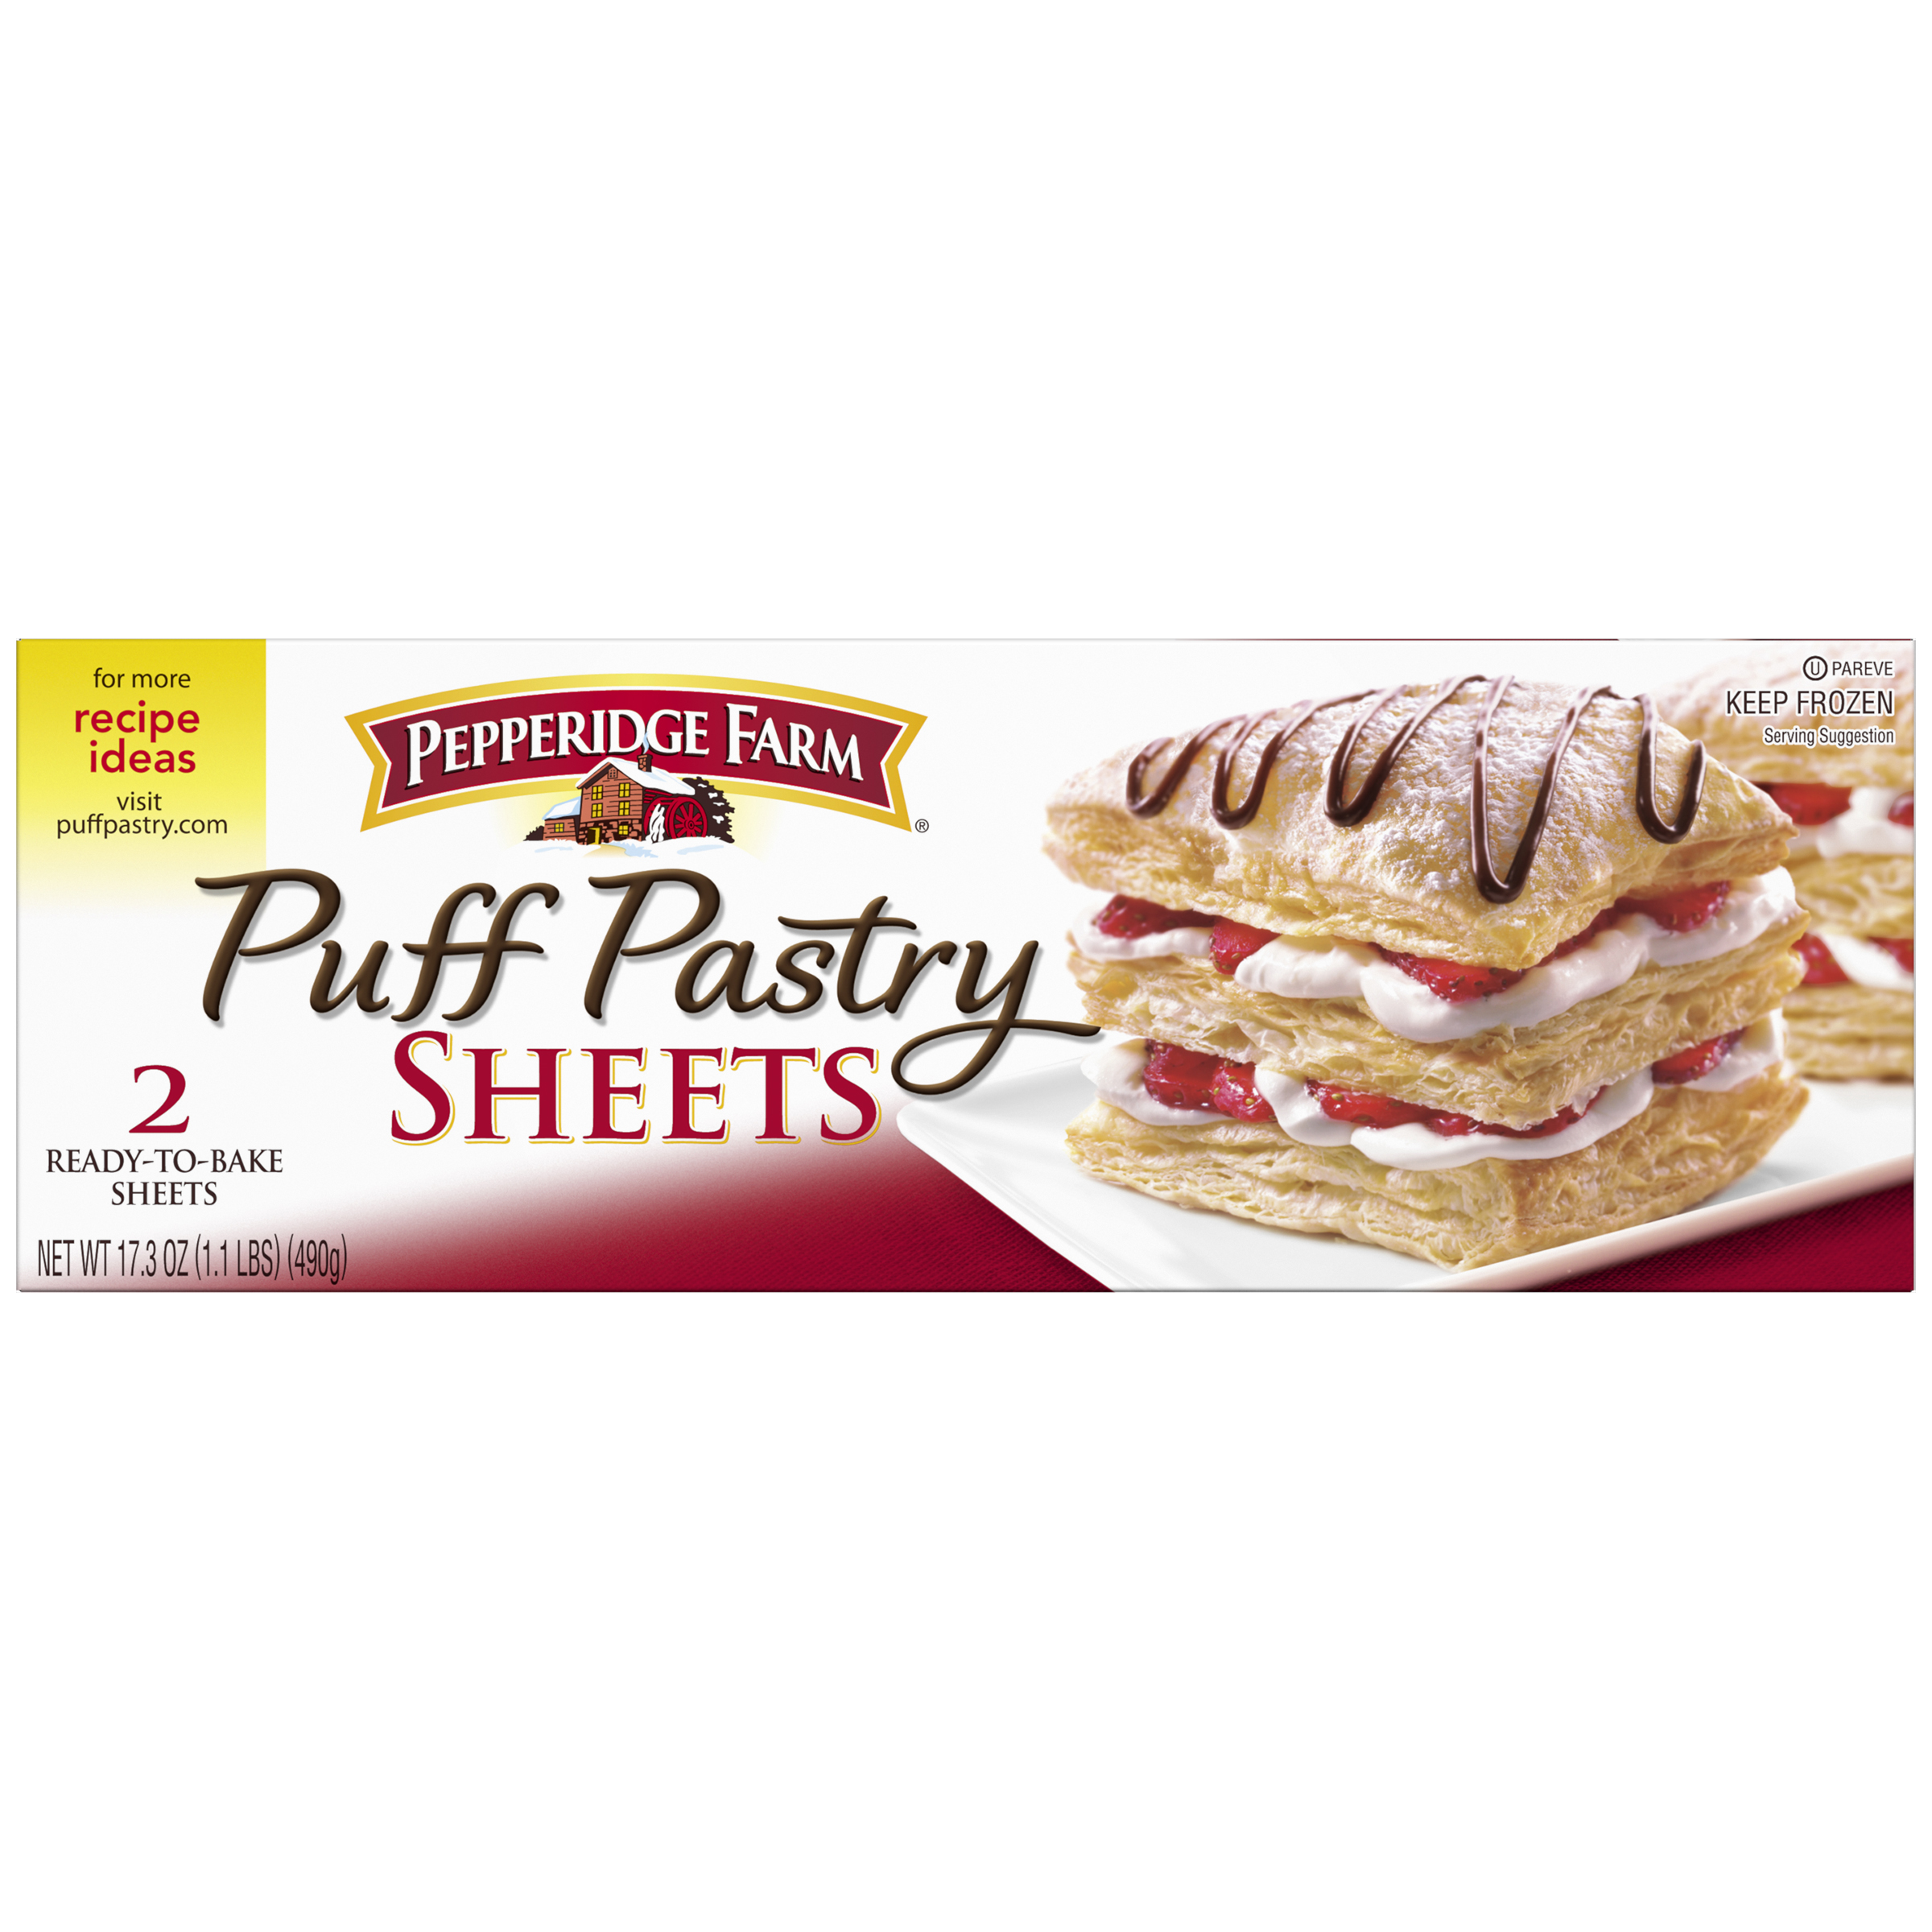 for more
recipe
ideas
visit
puffpastry.com
PEPPERIDGE FARM
®
Puff Pastry
SHEETS
2
READY-TO-BAKE
SHEETS
NET WT 17.3 OZ (1.1 LBS) (490g)
Ⓤ PAREVE
KEEP FROZEN
Serving Suggestion